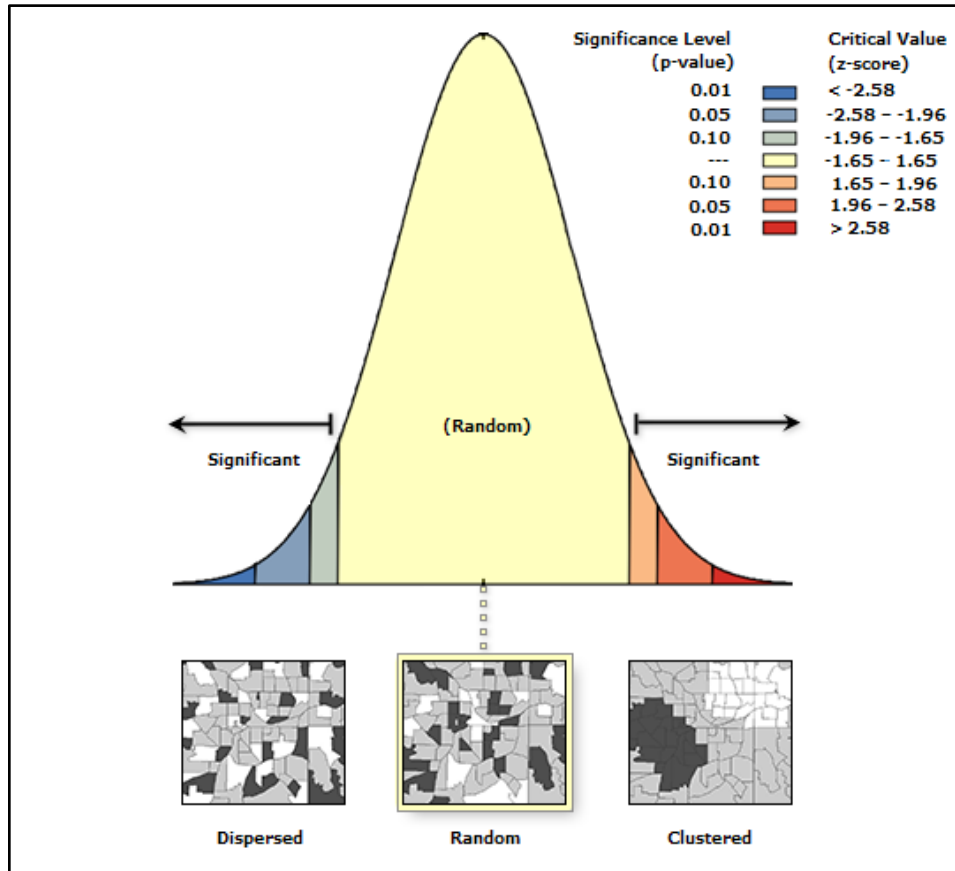 Significance Level (p-value) Critical Value (z-score)
0.01 < -2.58
0.05 -2.58 – -1.96
0.10 -1.96 – -1.65
--- -1.65 – 1.65
0.10 1.65 – 1.96
0.05 1.96 – 2.58
0.01 > 2.58
(Random)
Significant Significant
Dispersed Random Clustered